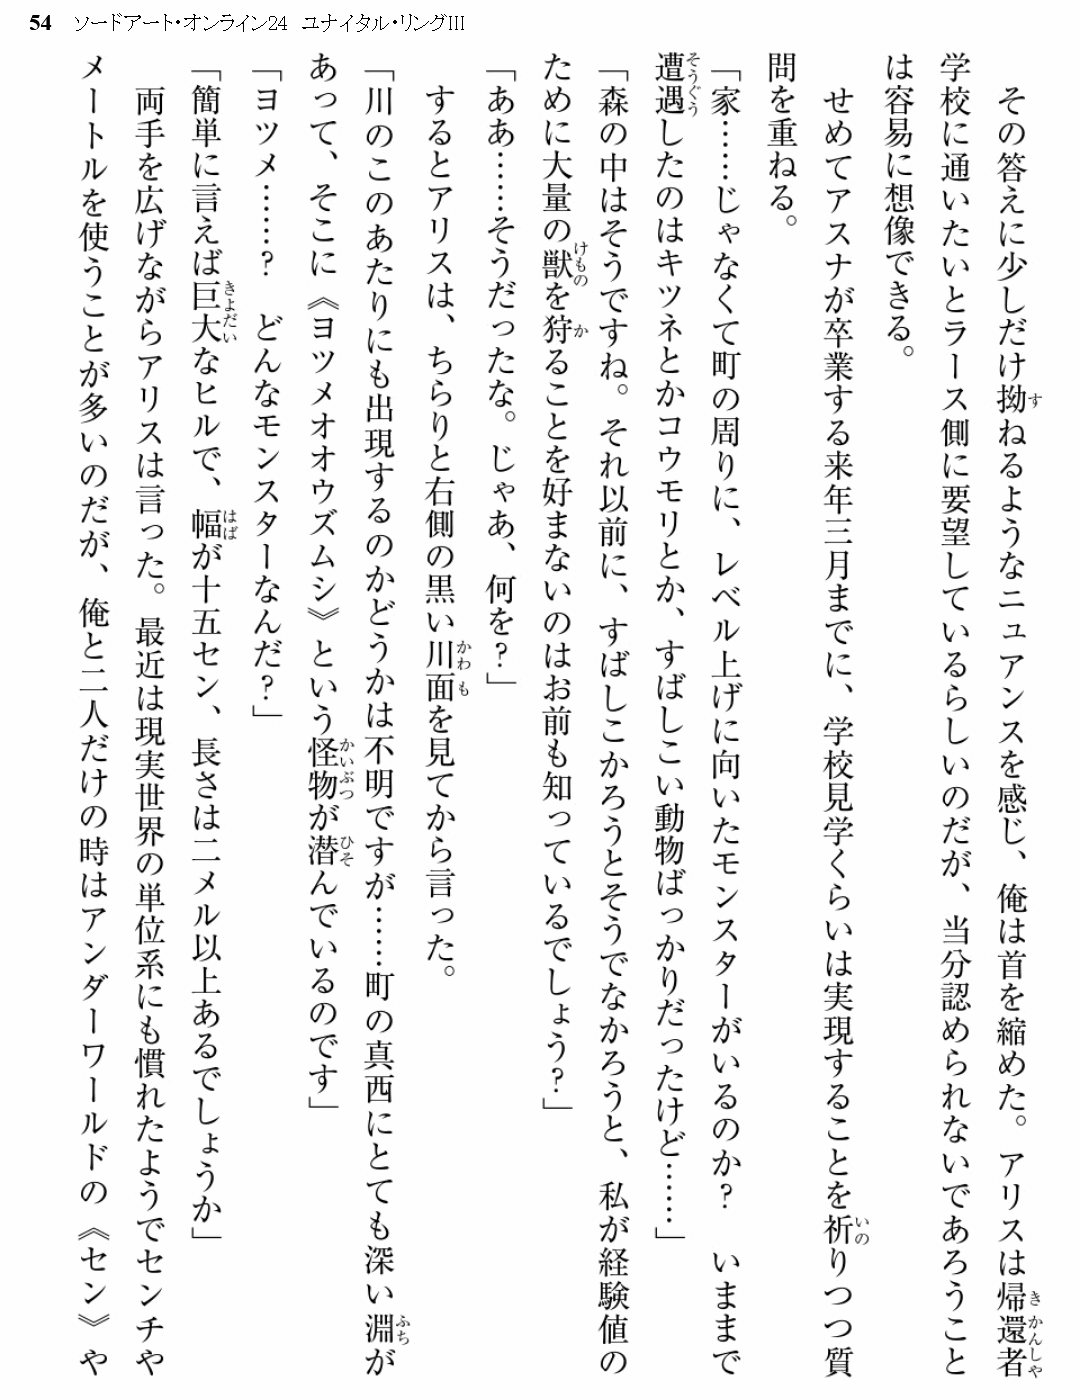 54 ソードアート・オンライン24 ユナイタル・リングIII
その答えに少しだけ拗ねるようなニュアンスを感じ、俺は首を縮めた。アリスは帰還者
学校に通いたいとラース側に要望しているらしいのだが、当分認められないであろうこと
は容易に想像できる。
せめてアスナが卒業する来年三月までに、学校見学くらいは実現することを祈りつつ質
問を重ねる。
「家……じゃなくて町の周りに、レベル上げに向いたモンスターがいるのか？ いままで
遭遇したのはキツネとかコウモリとか、すばしこい動物ばっかりだったけど……」
「森の中はそうですね。それ以前に、すばしこかろうとそうでなかろうと、私が経験値の
ために大量の獣を狩ることを好まないのはお前も知っているでしょう？」
「ああ……そうだったな。じゃあ、何を？」
するとアリスは、ちらりと右側の黒い川面を見てから言った。
「川のこのあたりにも出現するのかどうかは不明ですが……町の真西にとても深い淵が
あって、そこに《ヨツメオオウズムシ》という怪物が潜んでいるのです」
「ヨツメ……？ どんなモンスターなんだ？」
「簡単に言えば巨大なヒルで、幅が十五セン、長さは二メル以上あるでしょうか」
両手を広げながらアリスは言った。最近は現実世界の単位系にも慣れたようでセンチや
メートルを使うことが多いのだが、俺と二人だけの時はアンダーワールドの《セン》や